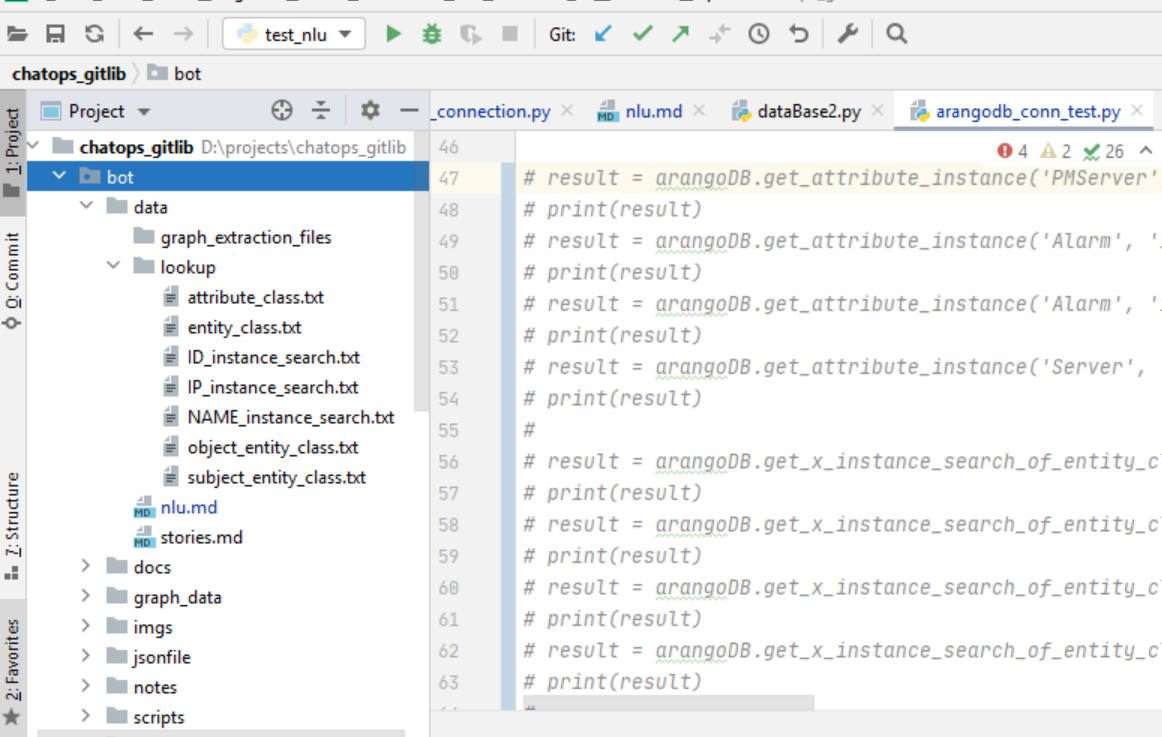 test_nlu
Git:
chatops_gitlib
bot
1: Project
0: Commit
7: Structure
2: Favorites
Project
chatops_gitlib D:\projects\chatops_gitlib
bot
data
graph_extraction_files
lookup
attribute_class.txt
entity_class.txt
ID_instance_search.txt
IP_instance_search.txt
NAME_instance_search.txt
object_entity_class.txt
subject_entity_class.txt
MD nlu.md
MD stories.md
docs
graph_data
imgs
jsonfile
notes
scripts
_connection.py
MD nlu.md
dataBase2.py
arangodb_conn_test.py
4 2 26
46
47 # result = arangoDB.get_attribute_instance('PMServer'
48 # print(result)
49 # result = arangoDB.get_attribute_instance('Alarm', '
50 # print(result)
51 # result = arangoDB.get_attribute_instance('Alarm', '
52 # print(result)
53 # result = arangoDB.get_attribute_instance('Server',
54 # print(result)
55 #
56 # result = arangoDB.get_x_instance_search_of_entity_c
57 # print(result)
58 # result = arangoDB.get_x_instance_search_of_entity_c
59 # print(result)
60 # result = arangoDB.get_x_instance_search_of_entity_c
61 # print(result)
62 # result = arangoDB.get_x_instance_search_of_entity_c
63 # print(result)